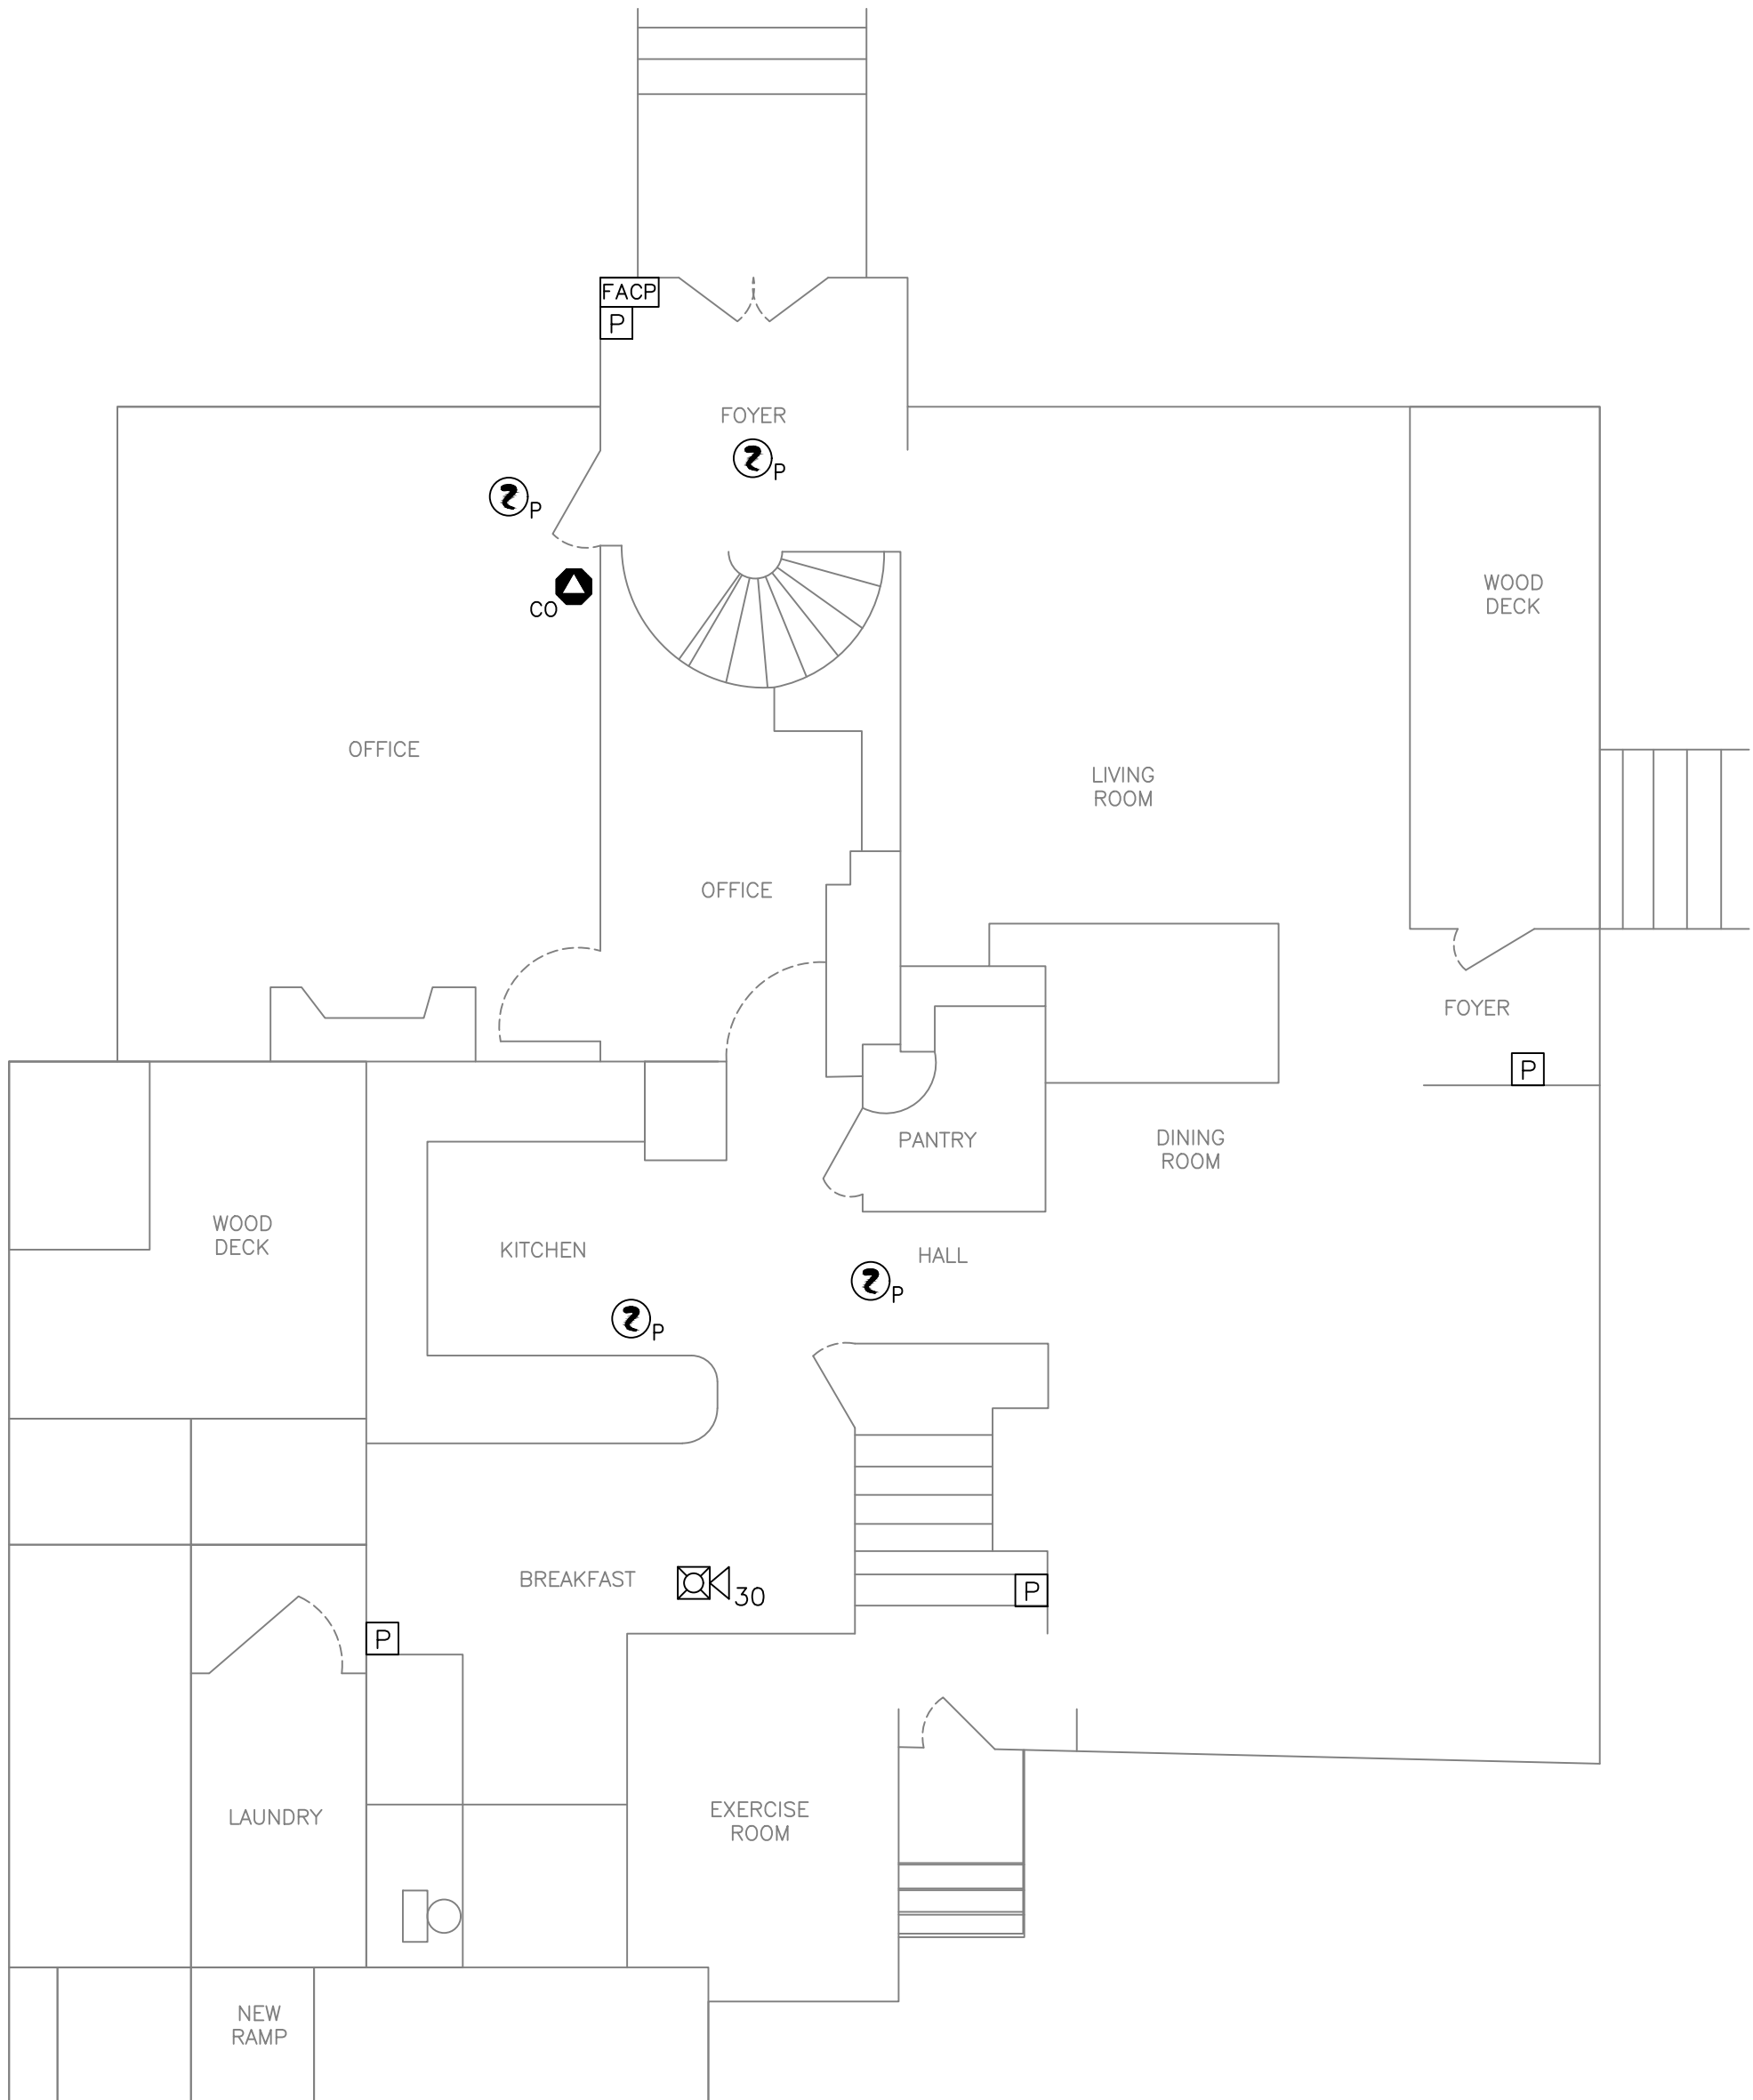 FACP
P
FOYER
P
P
CO
WOOD
DECK
OFFICE
LIVING
ROOM
OFFICE
FOYER
P
PANTRY
DINING
ROOM
WOOD
DECK
KITCHEN
HALL
P
P
BREAKFAST
30
P
P
LAUNDRY
EXERCISE
ROOM
NEW
RAMP